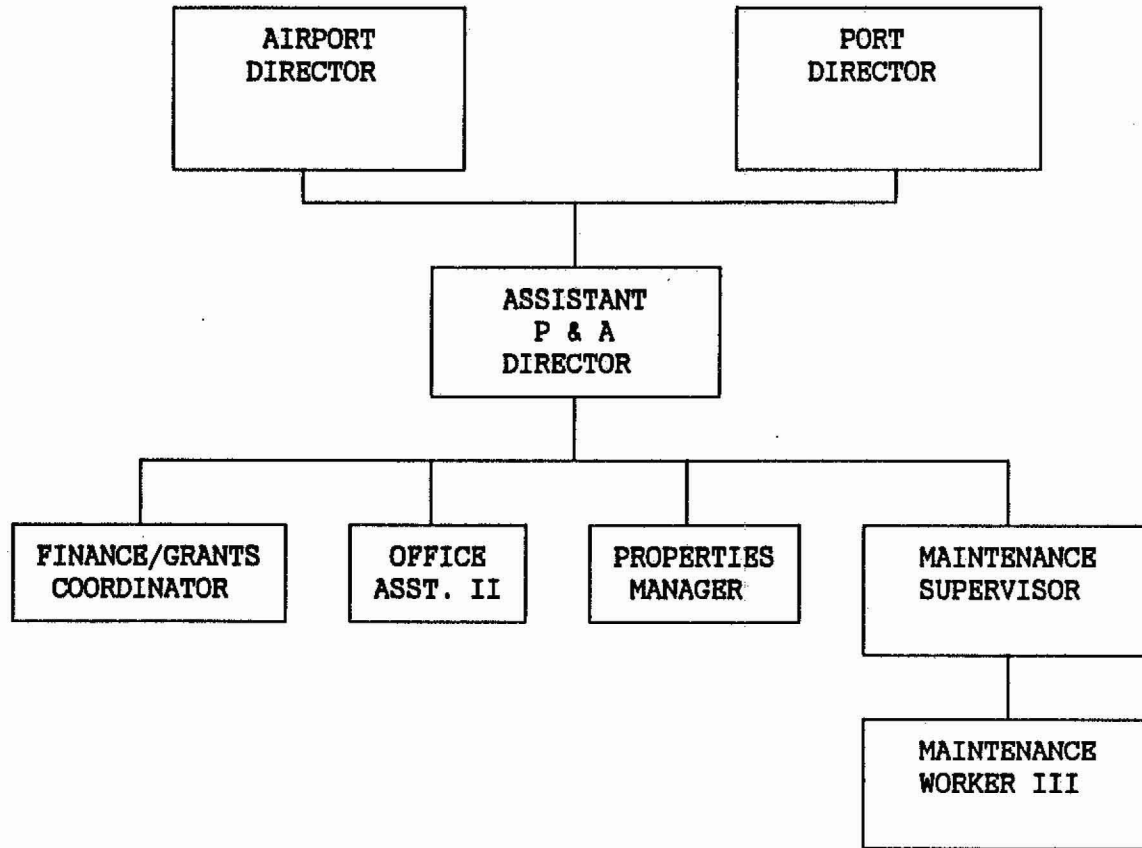 AIRPORT
DIRECTOR
PORT
DIRECTOR
ASSISTANT
P & A
DIRECTOR
FINANCE/GRANTS
COORDINATOR
OFFICE
ASST. II
PROPERTIES
MANAGER
MAINTENANCE
SUPERVISOR
MAINTENANCE
WORKER III